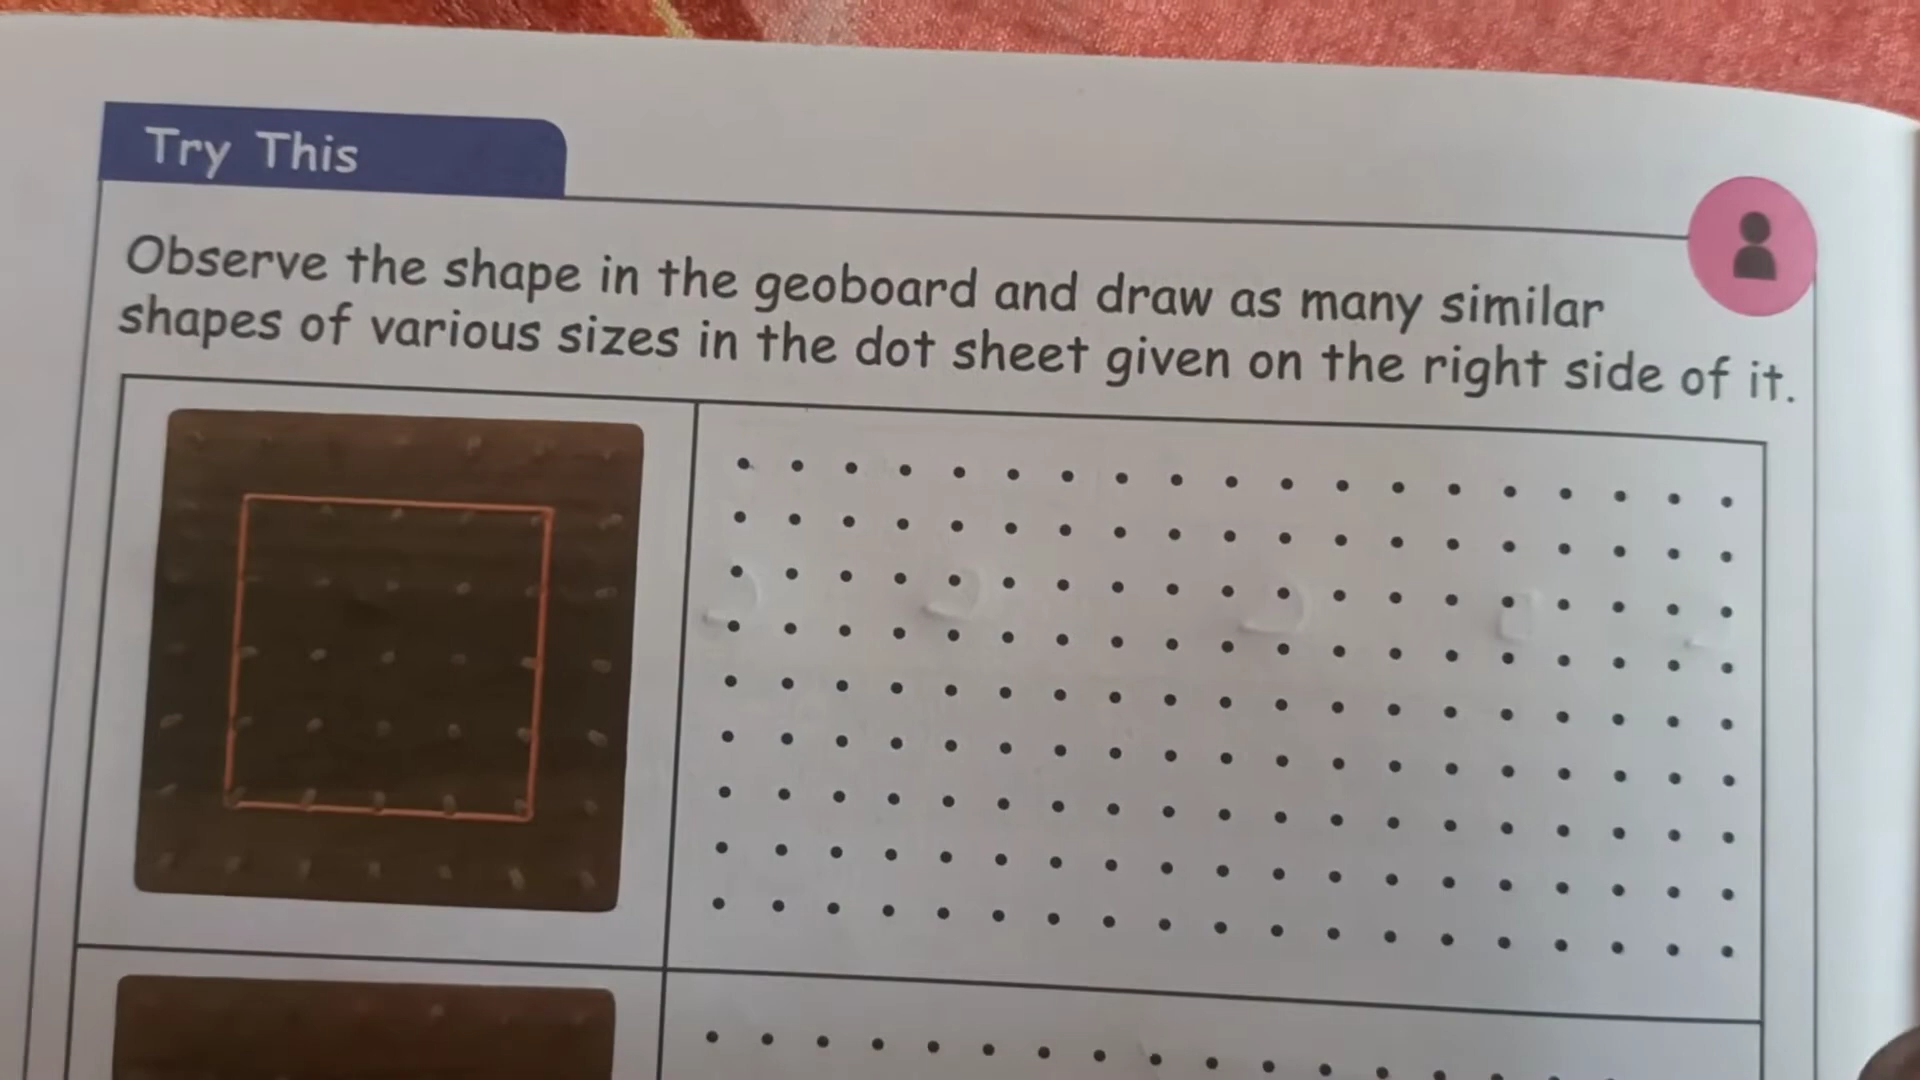 Try This
Observe the shape in the geoboard and draw as many similar
shapes of various sizes in the dot sheet given on the right side of it.